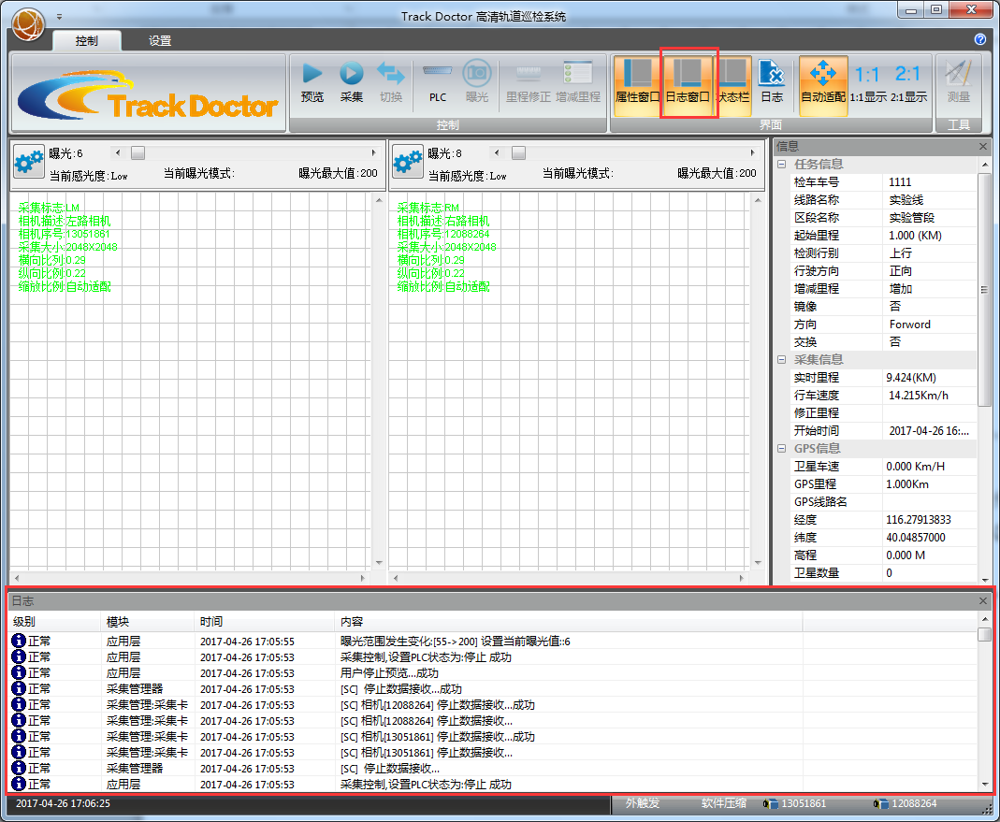 Track Doctor 高清轨道巡检系统
控制 设置
Track Doctor
预览 采集 切换 PLC 曝光 里程修正 增减里程
控制
属性窗口 日志窗口 状态栏 日志 自动适配 1:1 1:1显示 2:1 2:1显示
界面
测量
工具
曝光:6
当前感光度:Low 当前曝光模式: 曝光最大值:200
采集标志:LM
相机描述:左路相机
相机序号:13051861
采集大小:2048X2048
横向比列:0.29
纵向比例:0.22
缩放比例:自动适配
曝光:8
当前感光度:Low 当前曝光模式: 曝光最大值:200
采集标志:RM
相机描述:右路相机
相机序号:12088264
采集大小:2048X2048
横向比列:0.29
纵向比例:0.22
缩放比例:自动适配
信息
任务信息
检车车号 1111
线路名称 实验线
区段名称 实验管段
起始里程 1.000 (KM)
检测行别 上行
行驶方向 正向
增减里程 增加
镜像 否
方向 Forword
交换 否
采集信息
实时里程 9.424(KM)
行车速度 14.215Km/h
修正里程
开始时间 2017-04-26 16:...
GPS信息
卫星车速 0.000 Km/H
GPS里程 1.000Km
GPS线路名
经度 116.27913833
纬度 40.04857000
高程 0.000 M
卫星数量 0
日志
级别 模块 时间 内容
正常 应用层 2017-04-26 17:05:55 曝光范围发生变化:[55->200] 设置当前曝光值::6
正常 应用层 2017-04-26 17:05:53 采集控制,设置PLC状态为:停止 成功
正常 应用层 2017-04-26 17:05:53 用户停止预览...成功
正常 采集管理器 2017-04-26 17:05:53 [SC] 停止数据接收...成功
正常 采集管理:采集卡 2017-04-26 17:05:53 [SC] 相机[12088264] 停止数据接收...成功
正常 采集管理:采集卡 2017-04-26 17:05:53 [SC] 相机[12088264] 停止数据接收...
正常 采集管理:采集卡 2017-04-26 17:05:53 [SC] 相机[13051861] 停止数据接收...成功
正常 采集管理:采集卡 2017-04-26 17:05:53 [SC] 相机[13051861] 停止数据接收...
正常 采集管理器 2017-04-26 17:05:53 [SC] 停止数据接收...
正常 应用层 2017-04-26 17:05:53 采集控制,设置PLC状态为:停止 成功
2017-04-26 17:06:25 外触发 软件压缩 13051861 12088264